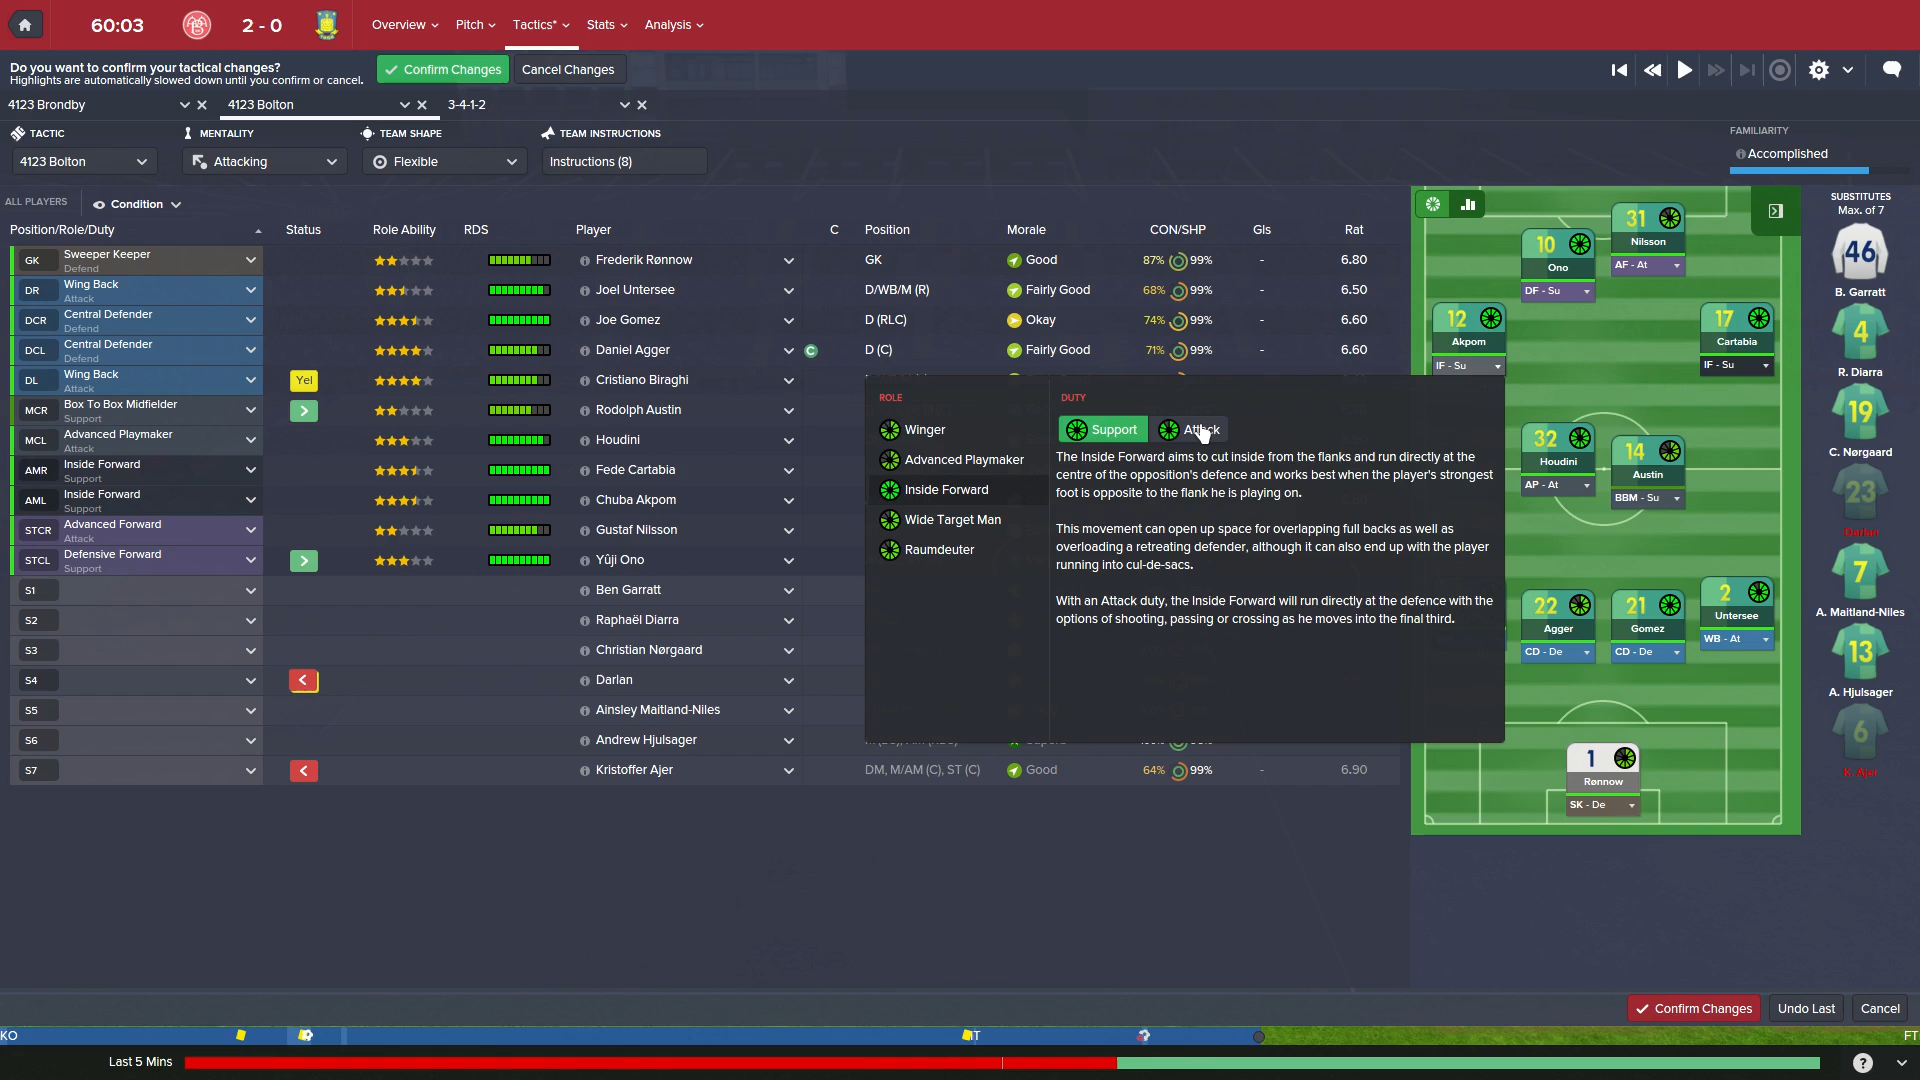 60:03
2 - 0
Overview
Pitch
Tactics*
Stats
Analysis
Do you want to confirm your tactical changes?
Highlights are automatically slowed down until you confirm or cancel.
Confirm Changes
Cancel Changes
4123 Brondby
4123 Bolton
3-4-1-2
TACTIC
MENTALITY
TEAM SHAPE
TEAM INSTRUCTIONS
4123 Bolton
Attacking
Flexible
Instructions (8)
FAMILIARITY
Accomplished
ALL PLAYERS
Condition
Position/Role/Duty Status Role Ability RDS Player C Position Morale CON/SHP Gls Rat
GK Sweeper Keeper Defend Frederik Rønnow GK Good 87% 99% - 6.80
DR Wing Back Attack Joel Untersee D/WB/M (R) Fairly Good 68% 99% - 6.50
DCR Central Defender Defend Joe Gomez D (RLC) Okay 74% 99% - 6.60
DCL Central Defender Defend Daniel Agger C D (C) Fairly Good 71% 99% - 6.60
DL Wing Back Attack Yel Cristiano Biraghi
MCR Box To Box Midfielder Support Rodolph Austin
MCL Advanced Playmaker Attack Houdini
AMR Inside Forward Support Fede Cartabia
AML Inside Forward Support Chuba Akpom
STCR Advanced Forward Attack Gustaf Nilsson
STCL Defensive Forward Support Yûji Ono
S1 Ben Garratt
S2 Raphaël Diarra
S3 Christian Nørgaard
S4 Darlan
S5 Ainsley Maitland-Niles
S6 Andrew Hjulsager
S7 Kristoffer Ajer DM, M/AM (C), ST (C) Good 64% 99% - 6.90
ROLE
Winger
Advanced Playmaker
Inside Forward
Wide Target Man
Raumdeuter
DUTY
Support
Attack
The Inside Forward aims to cut inside from the flanks and run directly at the
centre of the opposition's defence and works best when the player's strongest
foot is opposite to the flank he is playing on.
This movement can open up space for overlapping full backs as well as
overloading a retreating defender, although it can also end up with the player
running into cul-de-sacs.
With an Attack duty, the Inside Forward will run directly at the defence with the
options of shooting, passing or crossing as he moves into the final third.
31
Nilsson
AF - At
10
Ono
DF - Su
12
Akpom
IF - Su
17
Cartabia
IF - Su
32
Houdini
AP - At
14
Austin
BBM - Su
22
Agger
CD - De
21
Gomez
CD - De
2
Untersee
WB - At
1
Rønnow
SK - De
SUBSTITUTES
Max. of 7
46
B. Garratt
4
R. Diarra
19
C. Nørgaard
23
Darlan
7
A. Maitland-Niles
13
A. Hjulsager
6
K. Ajer
Confirm Changes
Undo Last
Cancel
KO
FT
Last 5 Mins
?